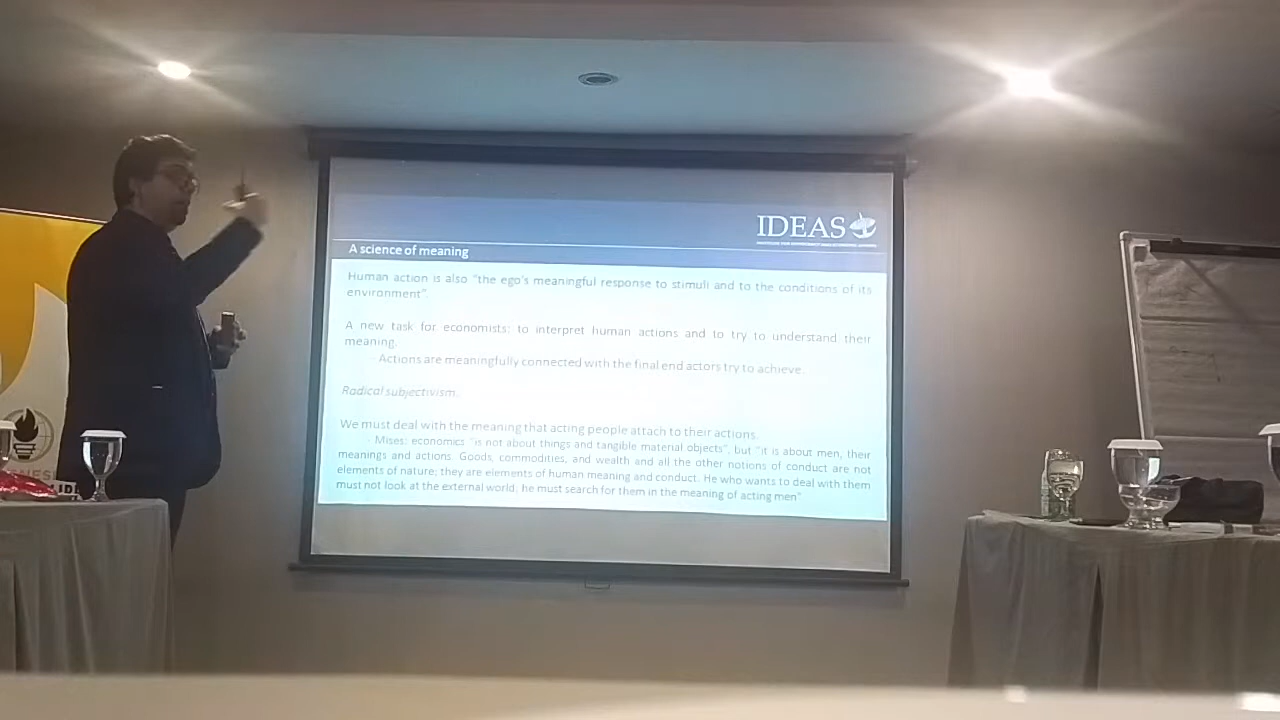 IDEAS
A science of meaning
Human action is also "the ego's meaningful response to stimuli and to the conditions of its
environment".
A new task for economists: to interpret human actions and to try to understand their
meaning.
- Actions are meaningfully connected with the final end actors try to achieve.
Radical subjectivism.
We must deal with the meaning that acting people attach to their actions.
- Mises: economics "is not about things and tangible material objects", but "it is about men, their
meanings and actions. Goods, commodities, and wealth and all the other notions of conduct are not
elements of nature; they are elements of human meaning and conduct. He who wants to deal with them
must not look at the external world; he must search for them in the meaning of acting men"